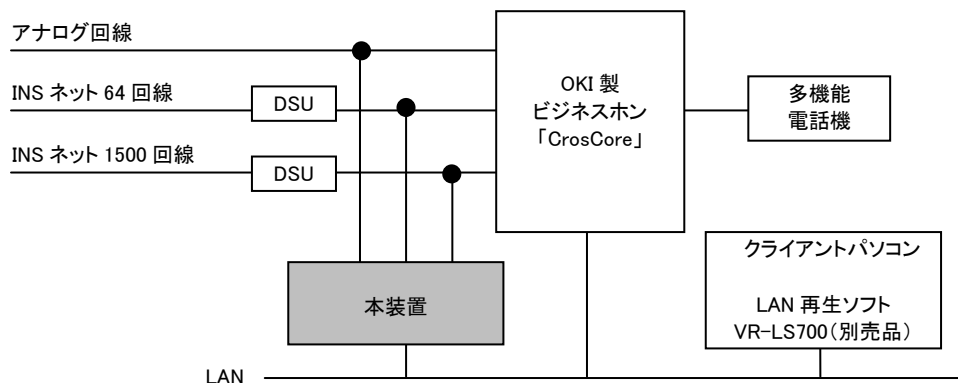 アナログ回線
INS ネット 64 回線
DSU
INS ネット 1500 回線
DSU
OKI 製
ビジネスホン
「CrosCore」
多機能
電話機
本装置
クライアントパソコン
LAN 再生ソフト
VR-LS700（別売品）
LAN